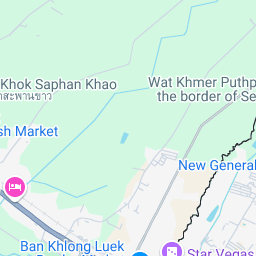 Khok Saphan Khao
Wat Khmer Puthp
the border of Se
sh Market
New General
Ban Khlong Luek
Star Vegas